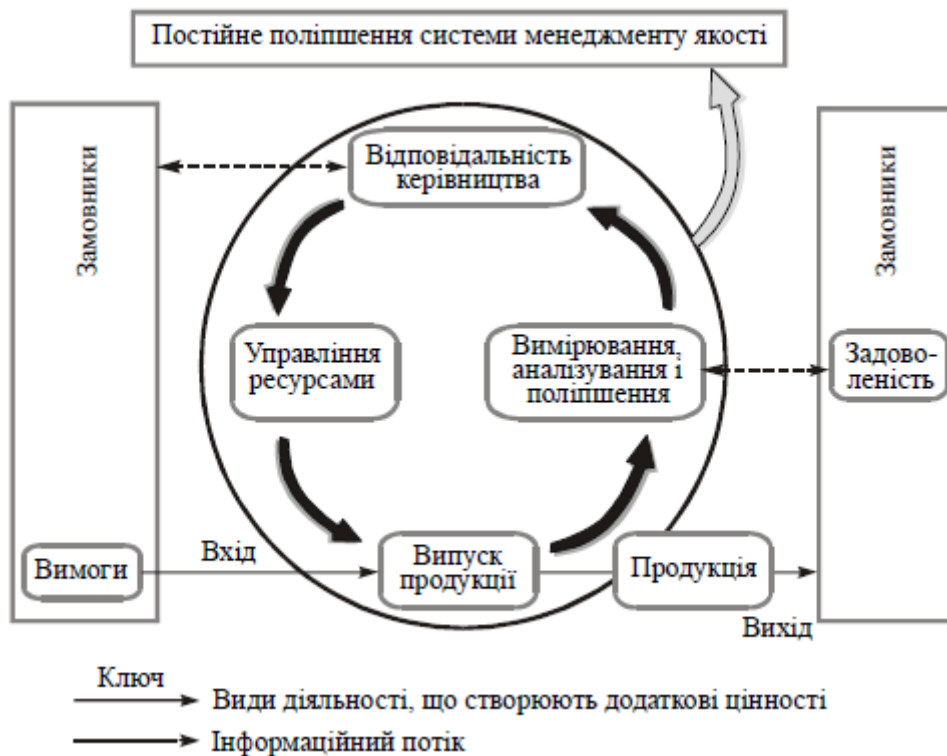 Постійне поліпшення системи менеджменту якості
Замовники
Відповідальність
керівництва
Замовники
Управління
ресурсами
Вимірювання,
аналізування і
поліпшення
Задово-
леність
Вимоги
Вхід
Випуск
продукції
Продукція
Вихід
Ключ
Види діяльності, що створюють додаткові цінності
Інформаційний потік